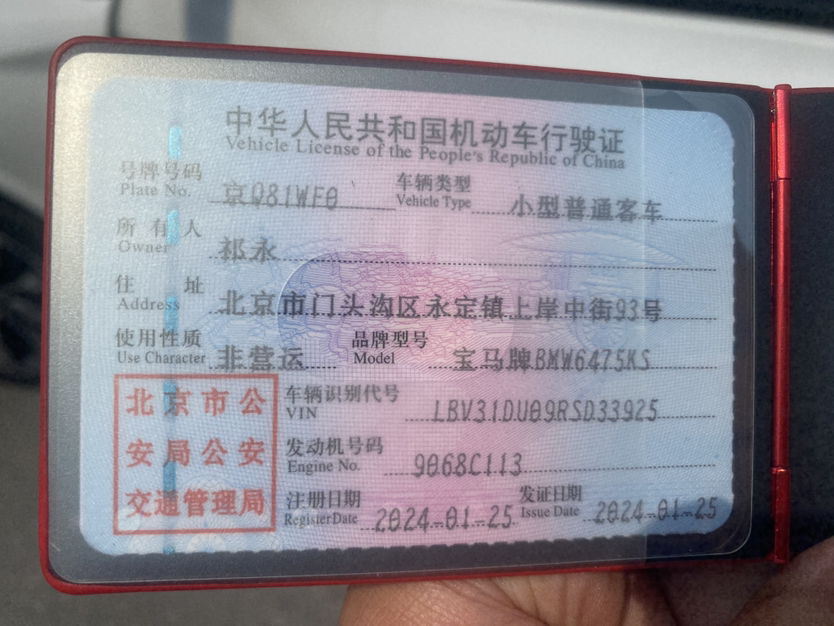 中华人民共和国机动车行驶证
Vehicle License of the People's Republic of China
号牌号码 京Q81WF0 车辆类型 小型普通客车
Plate No. Vehicle Type
所有人 祁永
Owner
住址 北京市门头沟区永定镇上岸中街93号
Address
使用性质 非营运 品牌型号 宝马牌BMW6475KS
Use Character Model
北京市公
安局公安
交通管理局
车辆识别代号 LBV31DU09RSD33925
VIN
发动机号码 9068C113
Engine No.
注册日期 2024-01-25 发证日期 2024-01-25
Register Date Issue Date